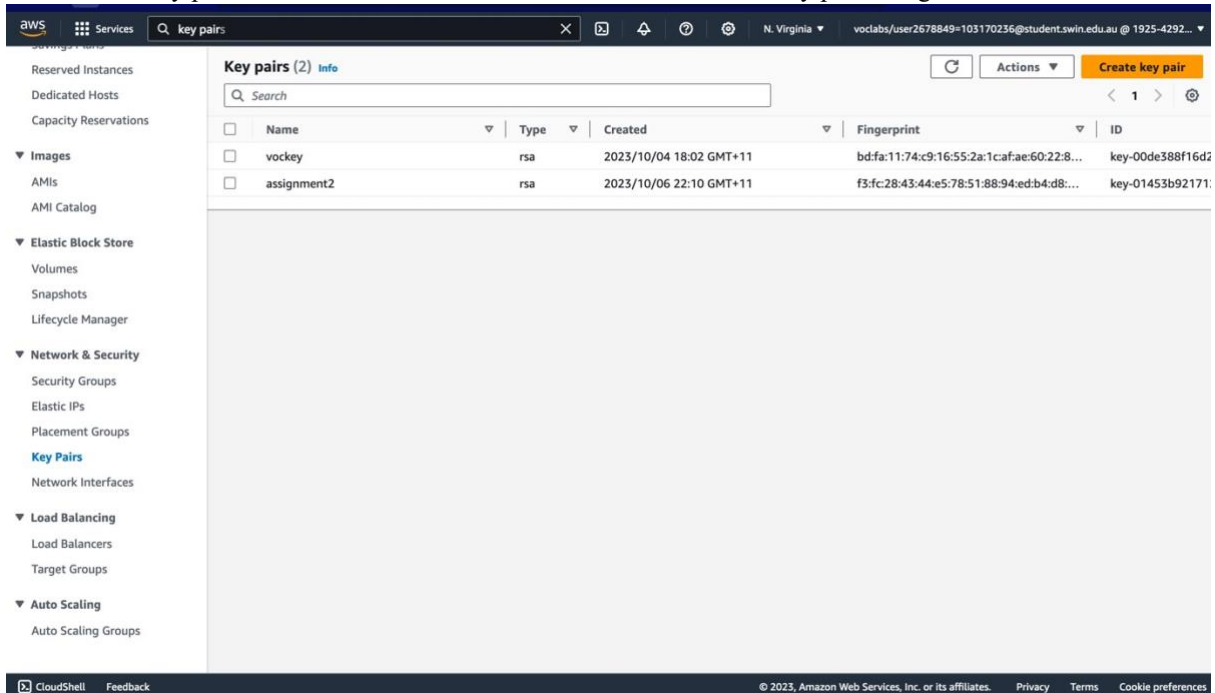 aws Services key pairs N. Virginia voclabs/user2678849=103170236@student.swin.edu.au @ 1925-4292...
Reserved Instances
Dedicated Hosts
Capacity Reservations
Images
AMIs
AMI Catalog
Elastic Block Store
Volumes
Snapshots
Lifecycle Manager
Network & Security
Security Groups
Elastic IPs
Placement Groups
Key Pairs
Network Interfaces
Load Balancing
Load Balancers
Target Groups
Auto Scaling
Auto Scaling Groups
Key pairs (2) Info Actions Create key pair
Search 1
Name Type Created Fingerprint ID
vockey rsa 2023/10/04 18:02 GMT+11 bd:fa:11:74:c9:16:55:2a:1c:af:ae:60:22:8... key-00de388f16d2
assignment2 rsa 2023/10/06 22:10 GMT+11 f3:fc:28:43:44:e5:78:51:88:94:ed:b4:d8:... key-01453b92171
CloudShell Feedback © 2023, Amazon Web Services, Inc. or its affiliates. Privacy Terms Cookie preferences